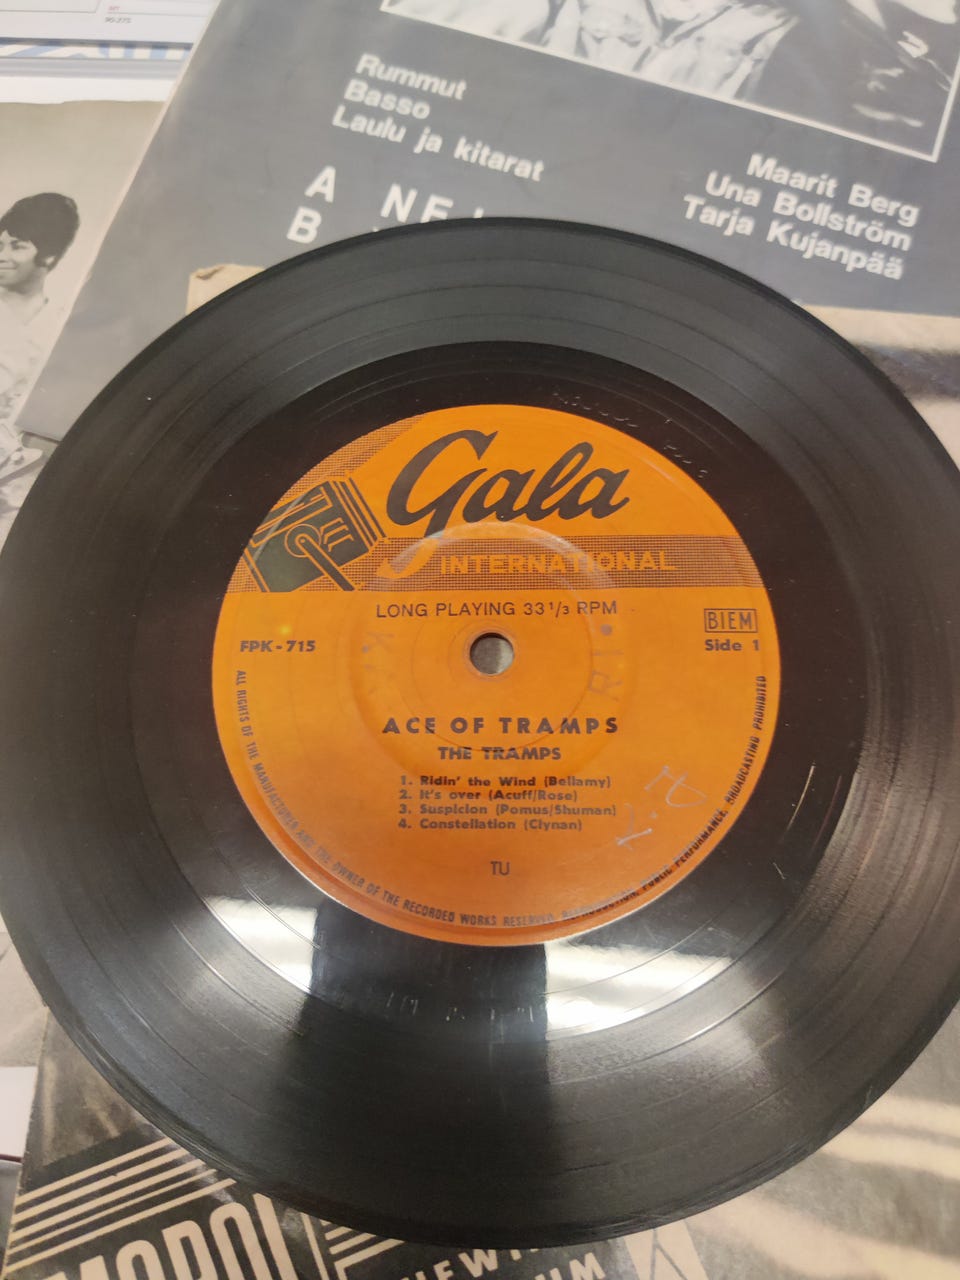 90-275
Rummut
Basso
Laulu ja kitarat
Maarit Berg
Una Bollström
Tarja Kujanpää
A
B
Gala
INTERNATIONAL
LONG PLAYING 33 1/3 RPM
BIEM
FPK-715
Side 1
ACE OF TRAMPS
THE TRAMPS
1. Ridin' the Wind (Bellamy)
2. It's over (Acuff/Rose)
3. Suspicion (Pomus/Shuman)
4. Constellation (Clynan)
TU
ALL RIGHTS OF THE MANUFACTURER AND THE OWNER OF THE RECORDED WORKS RESERVED. REPRODUCTION, PUBLIC PERFORMANCE, BROADCASTING PROHIBITED